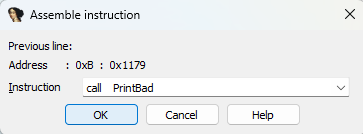 Assemble instruction
Previous line:
Address : 0xB : 0x1179
Instruction call PrintBad
OK Cancel Help